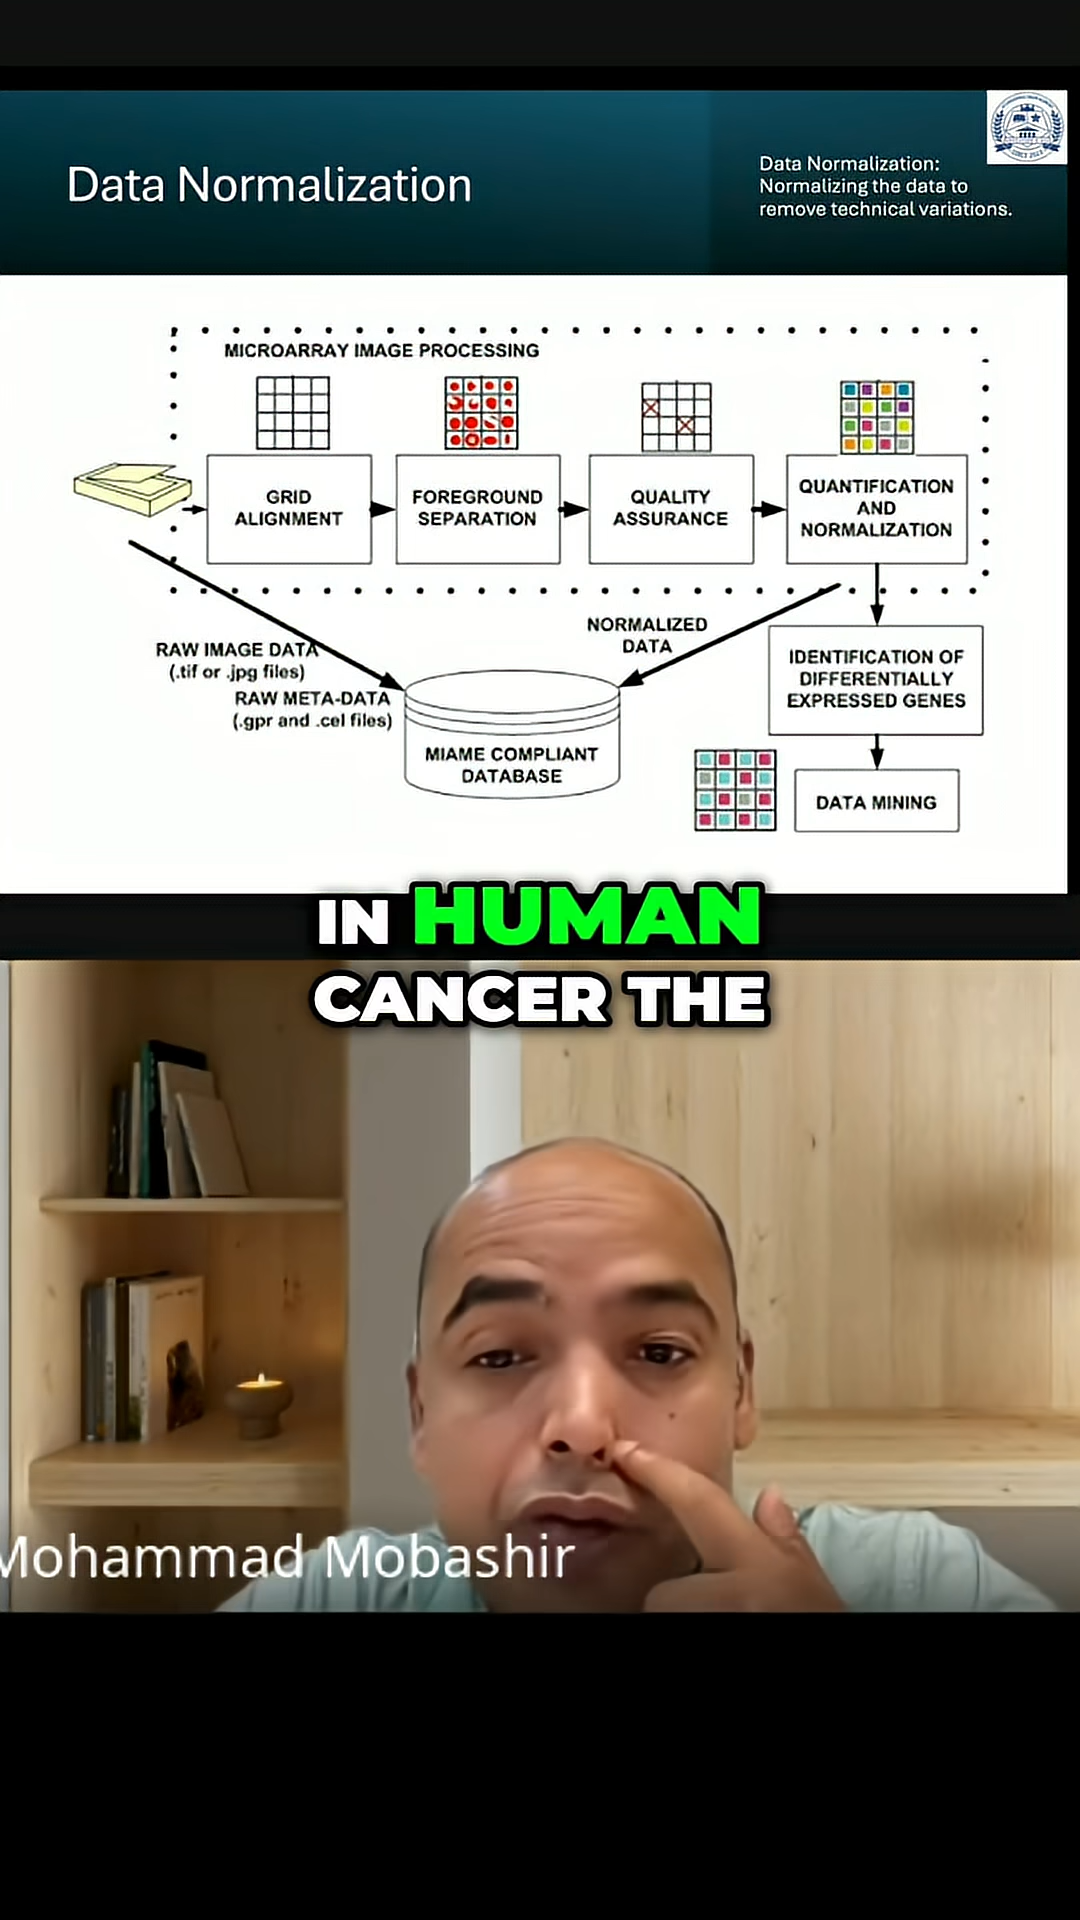 Data Normalization
Data Normalization:
Normalizing the data to
remove technical variations.
MICROARRAY IMAGE PROCESSING
GRID
ALIGNMENT
FOREGROUND
SEPARATION
QUALITY
ASSURANCE
QUANTIFICATION
AND
NORMALIZATION
RAW IMAGE DATA
(.tif or .jpg files)
RAW META-DATA
(.gpr and .cel files)
NORMALIZED
DATA
MIAME COMPLIANT
DATABASE
IDENTIFICATION OF
DIFFERENTIALLY
EXPRESSED GENES
DATA MINING
IN HUMAN
CANCER THE
Mohammad Mobashir